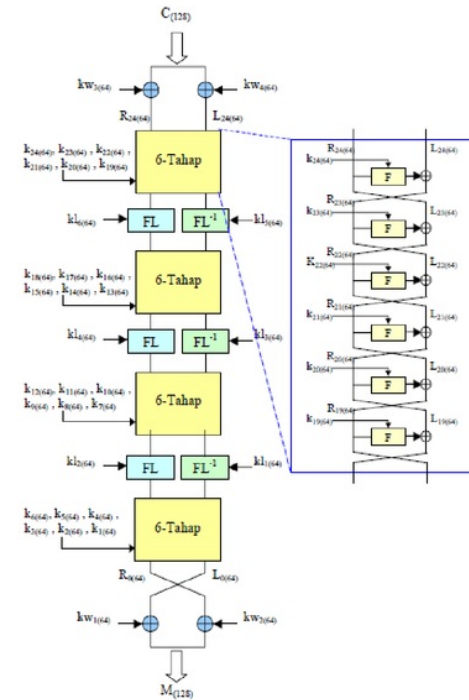 C(128)
kw3(64) kw4(64)
R24(64) L24(64)
k24(64) , k23(64) , k22(64) ,
k21(64) , k20(64) , k19(64)
6-Tahap
kl6(64) FL FL-1 kl5(64)
k18(64), k17(64) , k16(64) ,
k15(64) , k14(64) , k13(64)
6-Tahap
kl4(64) FL FL-1 kl3(64)
k12(64) , k11(64) , k10(64) ,
k9(64) , k8(64) , k7(64)
6-Tahap
kl2(64) FL FL-1 kl1(64)
k6(64) , k5(64) , k4(64) ,
k3(64) , k2(64) , k1(64)
6-Tahap
R0(64) L0(64)
kw1(64) kw2(64)
M(128)
R24(64) L24(64)
k24(64) F
R23(64) L23(64)
k23(64) F
R22(64) L22(64)
K22(64) F
R21(64) L21(64)
k21(64) F
R20(64) L20(64)
k20(64) F
R19(64) L19(64)
k19(64) F